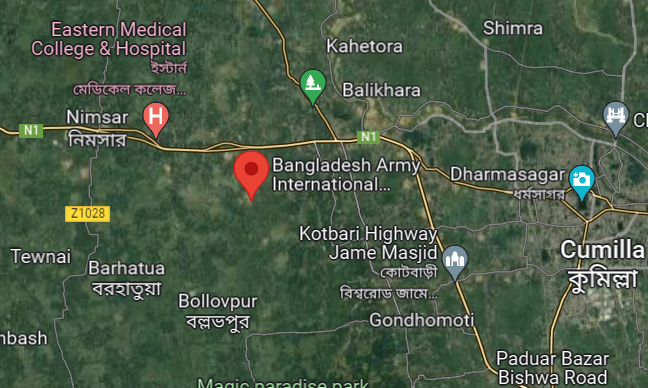 Eastern Medical
College & Hospital
ইস্টার্ন
মেডিকেল কলেজ...
Shimra
Kahetora
Balikhara
Nimsar
নিমসার
N1
N1
H
Bangladesh Army
International...
Dharmasagar
ধর্মসাগর
Z1028
Kotbari Highway
Jame Masjid
কোটবাড়ী
বিশ্বরোড জামে...
Cumilla
কুমিল্লা
Tewnai
Barhatua
বরহাতুয়া
Bollovpur
বল্লভপুর
Gondhomoti
Paduar Bazar
Bishwa Road
Magic paradise park